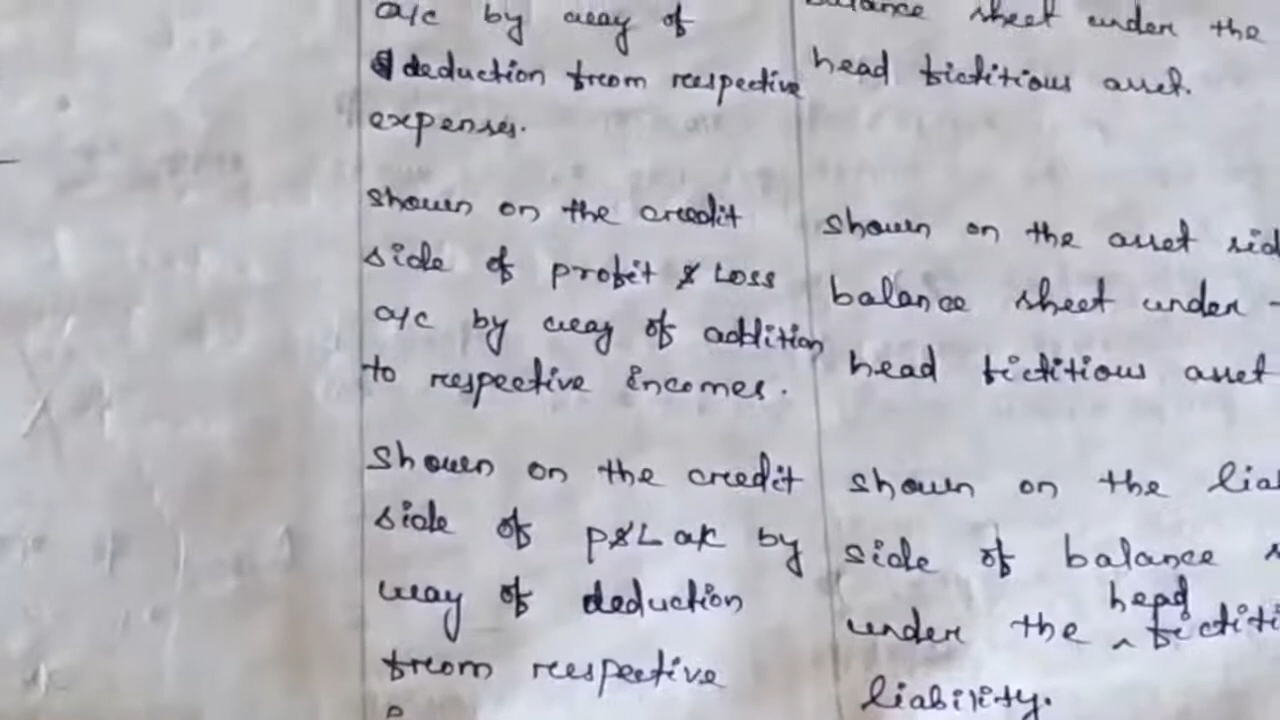 a/c by way of
deduction from respective
expenses.
balance sheet under the
head fictitious asset.
shown on the credit
side of profit & Loss
a/c by way of addition
to respective incomes.
shown on the asset
balance sheet under
head fictitious asset
shown on the credit
side of P&L a/c by
way of deduction
from respective
shown on the
side of balance
head
under the ^
liability.